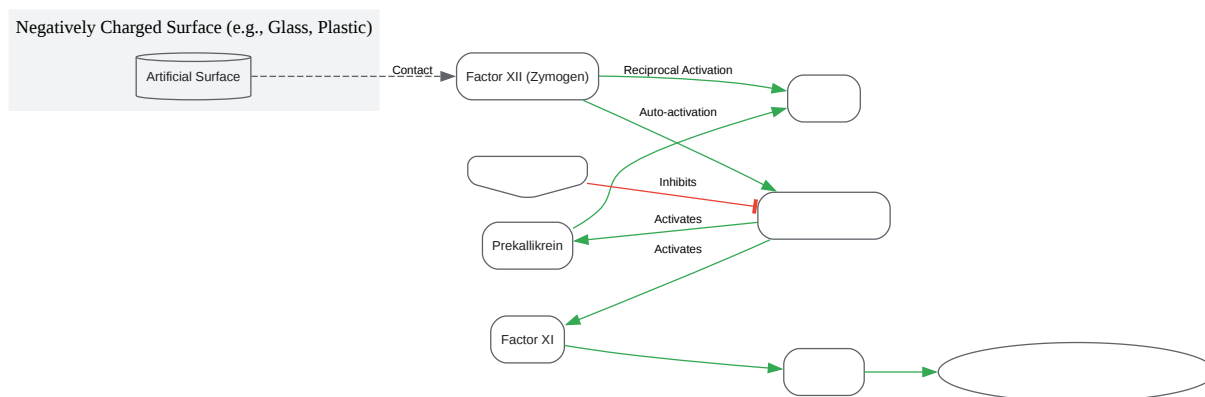 Negatively Charged Surface (e.g., Glass, Plastic)
Artificial Surface
Contact
Factor XII (Zymogen)
Reciprocal Activation
Auto-activation
Inhibits
Prekallikrein
Activates
Activates
Factor XI